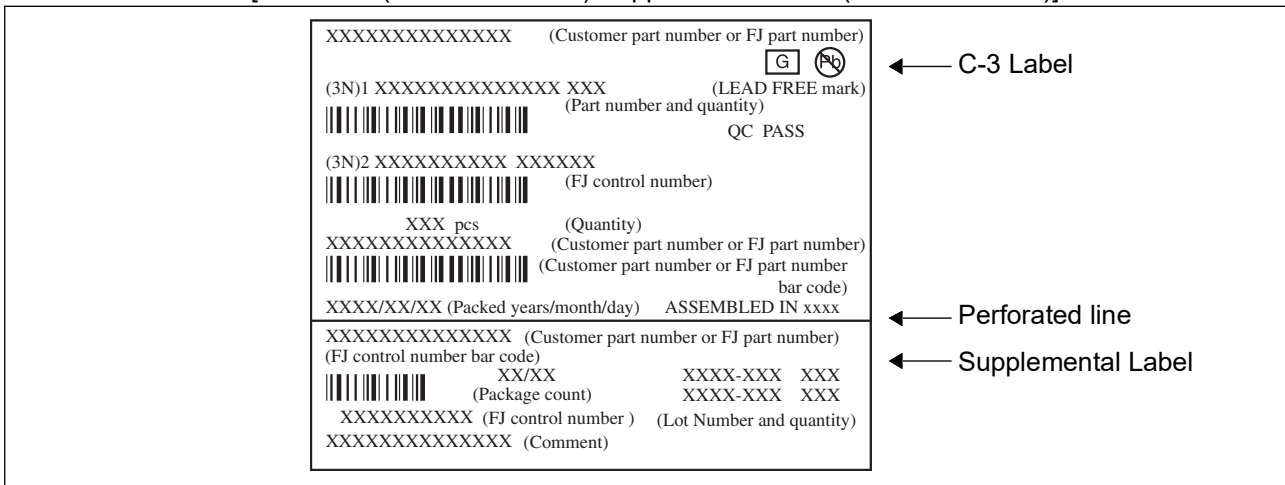 XXXXXXXXXXXXXX (Customer part number or FJ part number)
G Pb
C-3 Label
(3N)1 XXXXXXXXXXXXXX XXX (LEAD FREE mark)
(Part number and quantity)
QC PASS
(3N)2 XXXXXXXXXX XXXXXX
(FJ control number)
XXX pcs (Quantity)
XXXXXXXXXXXXXX (Customer part number or FJ part number)
(Customer part number or FJ part number
bar code)
XXXX/XX/XX (Packed years/month/day) ASSEMBLED IN xxxx
Perforated line
XXXXXXXXXXXXXX (Customer part number or FJ part number)
(FJ control number bar code)
Supplemental Label
XX/XX XXXX-XXX XXX
(Package count) XXXX-XXX XXX
XXXXXXXXXX (FJ control number ) (Lot Number and quantity)
XXXXXXXXXXXXXX (Comment)